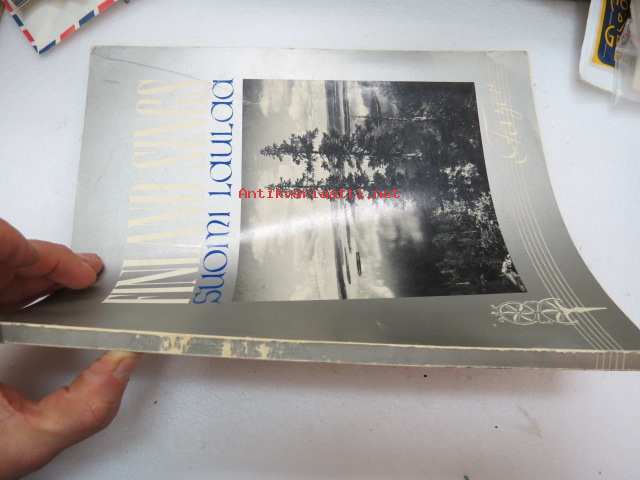 FINLAND SINGS
SUOMI LAULAA
Antikvariaatti.net